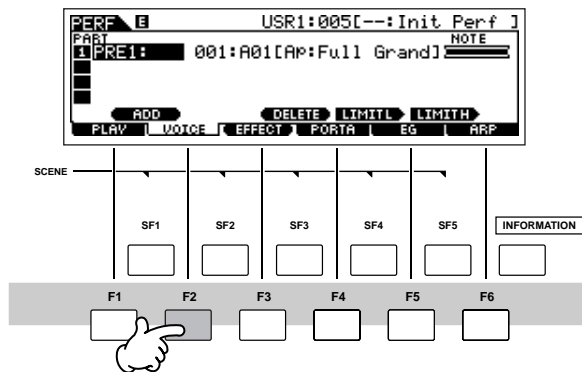 PERF E USR1:005[--:Init Perf ]
PART NOTE
1 PRE1: 001:A01[AP:Full Grand]
ADD DELETE LIMITL LIMITH
PLAY VOICE EFFECT PORTA EG ARP
SCENE
SF1 SF2 SF3 SF4 SF5 INFORMATION
F1 F2 F3 F4 F5 F6